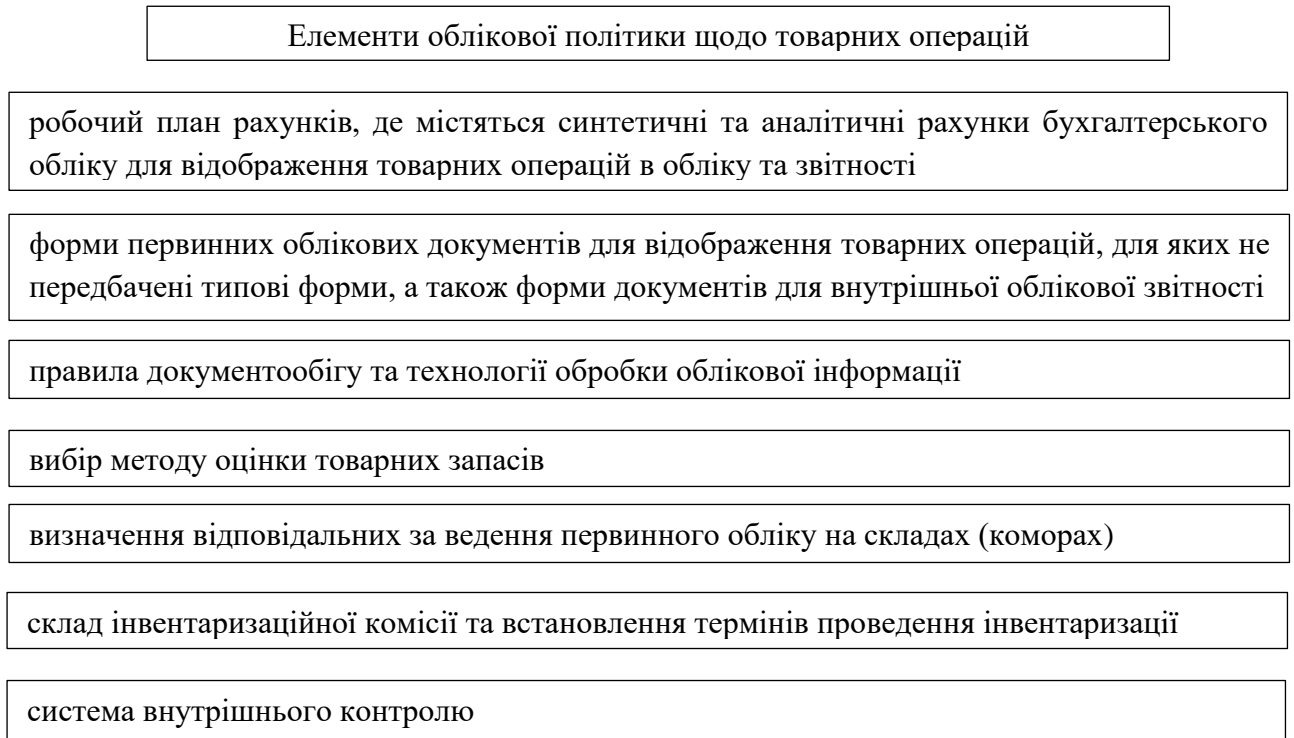 Елементи облікової політики щодо товарних операцій
робочий план рахунків, де містяться синтетичні та аналітичні рахунки бухгалтерського
обліку для відображення товарних операцій в обліку та звітності
форми первинних облікових документів для відображення товарних операцій, для яких не
передбачені типові форми, а також форми документів для внутрішньої облікової звітності
правила документообігу та технології обробки облікової інформації
вибір методу оцінки товарних запасів
визначення відповідальних за ведення первинного обліку на складах (коморах)
склад інвентаризаційної комісії та встановлення термінів проведення інвентаризації
система внутрішнього контролю